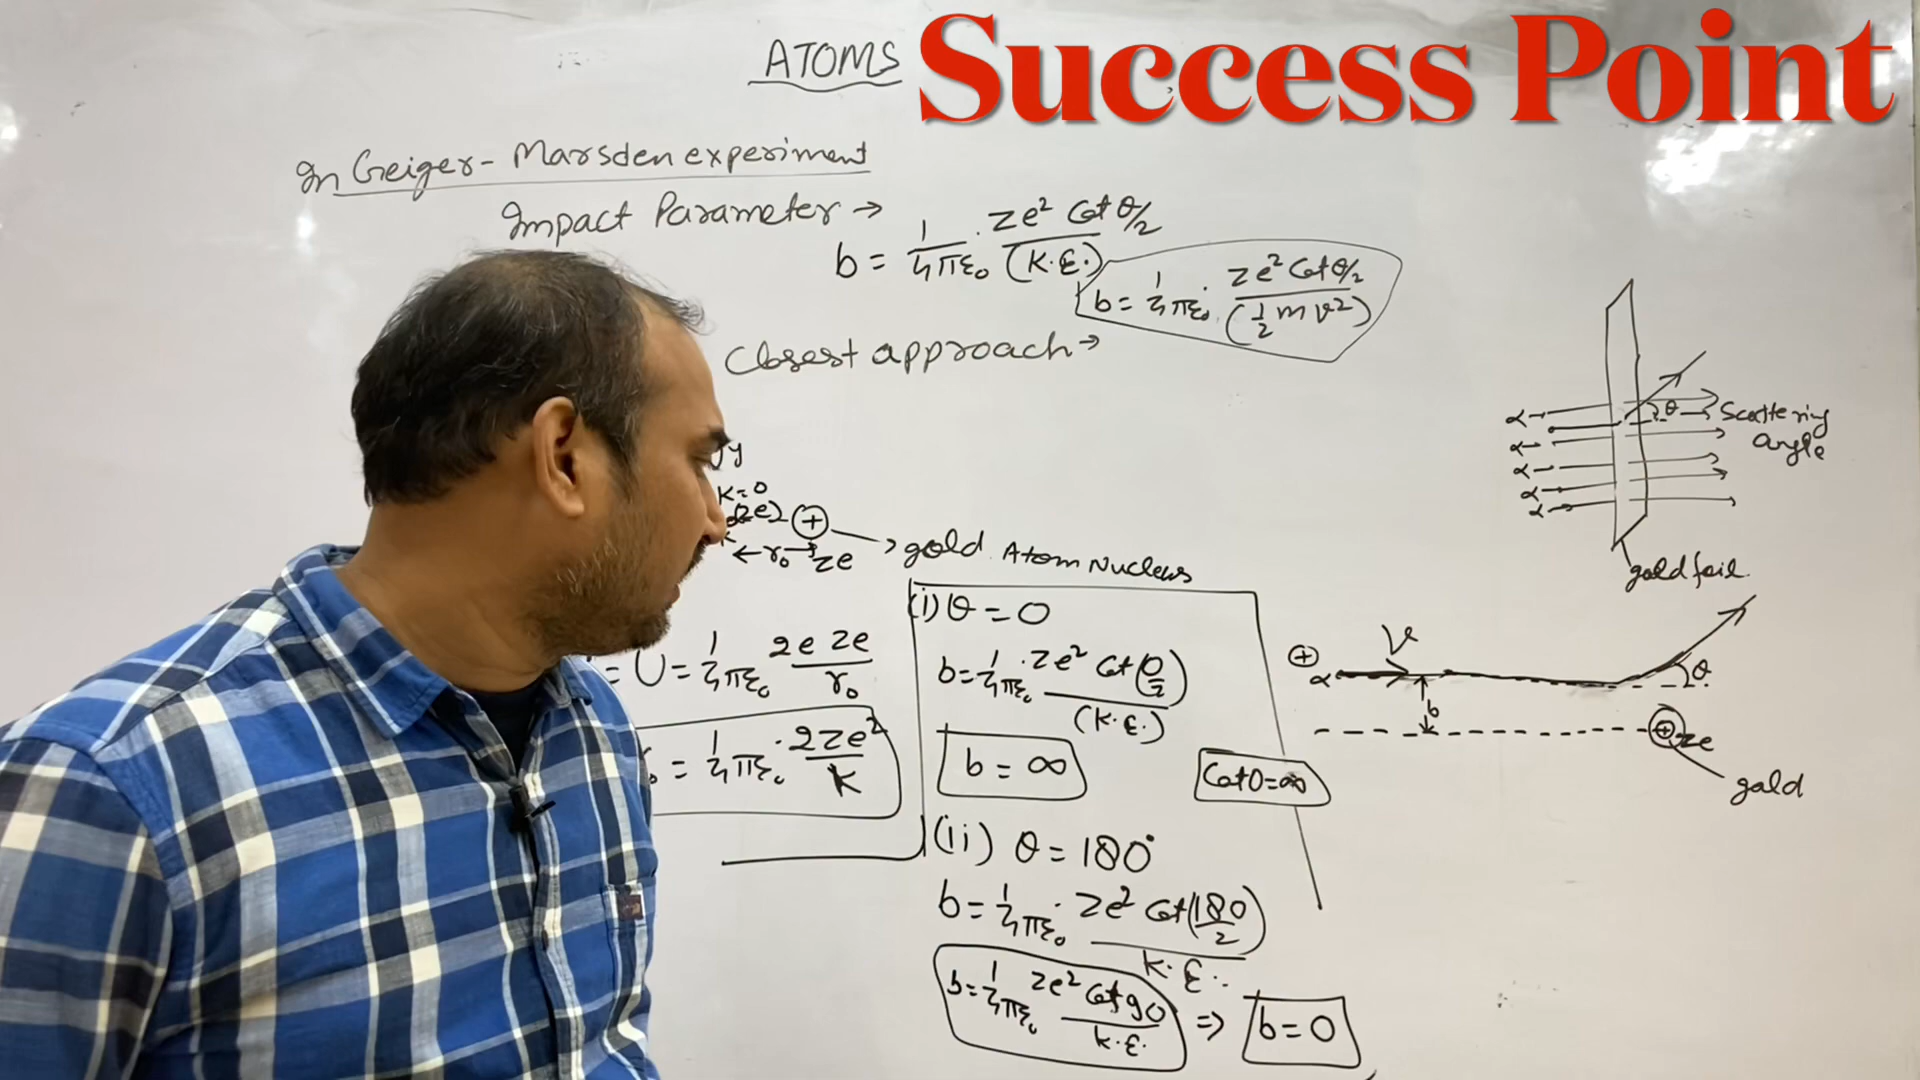 ATOMS
Success Point
In Geiger-Marsden experiment
Impact Parameter →
b = 1/4πε₀ · Ze² Cot θ/2 / (K.E.)
b = 1/4πε₀ · Ze² Cot θ/2 / (1/2 m v²)
Closest approach →
K=0
← r₀ → Ze
+ → gold Atom Nucleus
= U = 1/4πε₀ 2e Ze / r₀
= 1/4πε₀ · 2Ze² / K
(i) θ = 0
b = 1/4πε₀ · Ze² Cot (0/2) / (K.E.)
b = ∞
Cot 0 = ∞
(ii) θ = 180°
b = 1/4πε₀ · Ze² Cot (180/2) / K.E.
b = 1/4πε₀ Ze² Cot 90 / K.E. ⇒ b = 0
α
α
α
α
α
θ → Scattering
angle
gold foil
+
α
V
b
θ
+ Ze
gald